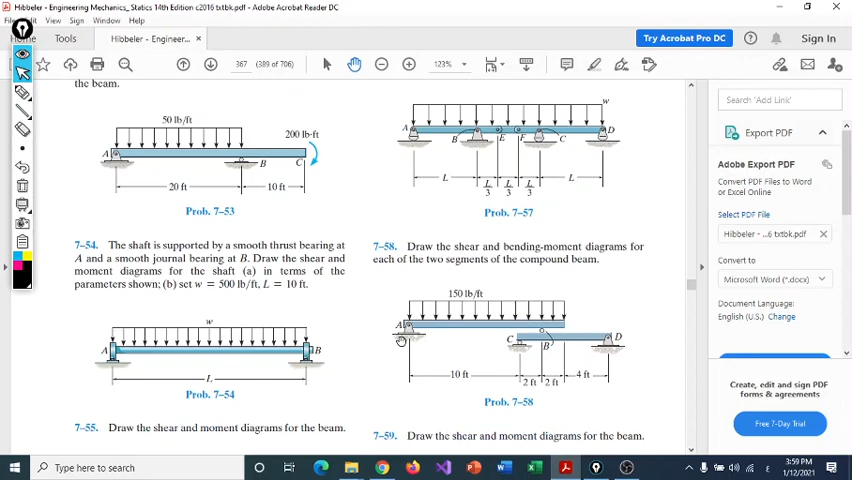 Hibbeler - Engineering Mechanics_ Statics 14th Edition c2016 txtbk.pdf - Adobe Acrobat Reader DC
File Edit View Sign Window Help
Home Tools Hibbeler - Engineer... × Try Acrobat Pro DC Sign In
367 (389 of 706) 123%
the beam.
50 lb/ft
200 lb·ft
A B C
20 ft 10 ft
Prob. 7–53
7–54. The shaft is supported by a smooth thrust bearing at
A and a smooth journal bearing at B. Draw the shear and
moment diagrams for the shaft (a) in terms of the
parameters shown; (b) set w = 500 lb/ft, L = 10 ft.
w
A B
L
Prob. 7–54
7–55. Draw the shear and moment diagrams for the beam.
w
A B E F C D
L L/3 L/3 L/3 L
Prob. 7–57
7–58. Draw the shear and bending-moment diagrams for
each of the two segments of the compound beam.
150 lb/ft
A C B D
10 ft 2 ft 2 ft 4 ft
Prob. 7–58
7–59. Draw the shear and moment diagrams for the beam.
Search 'Add Link'
Export PDF
Adobe Export PDF
Convert PDF Files to Word
or Excel Online
Select PDF File
Hibbeler -...6 txtbk.pdf ×
Convert to
Microsoft Word (*.docx)
Document Language:
English (U.S.) Change
Create, edit and sign PDF
forms & agreements
Free 7-Day Trial
Type here to search
3:59 PM
1/12/2021